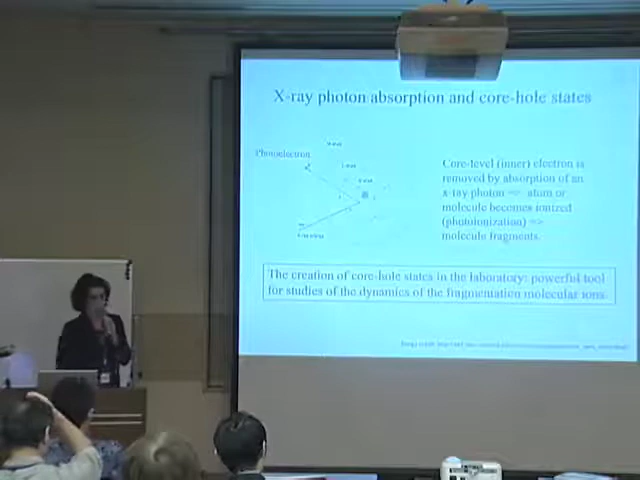 X-ray photon absorption and core-hole states
Photoelectron
Core-level (inner) electron is
removed by absorption of an
x-ray photon => atom or
molecule becomes ionized
(photoionization) =>
molecule fragments.
The creation of core-hole states in the laboratory: powerful tool
for studies of the dynamics of the fragmentation molecular ions.